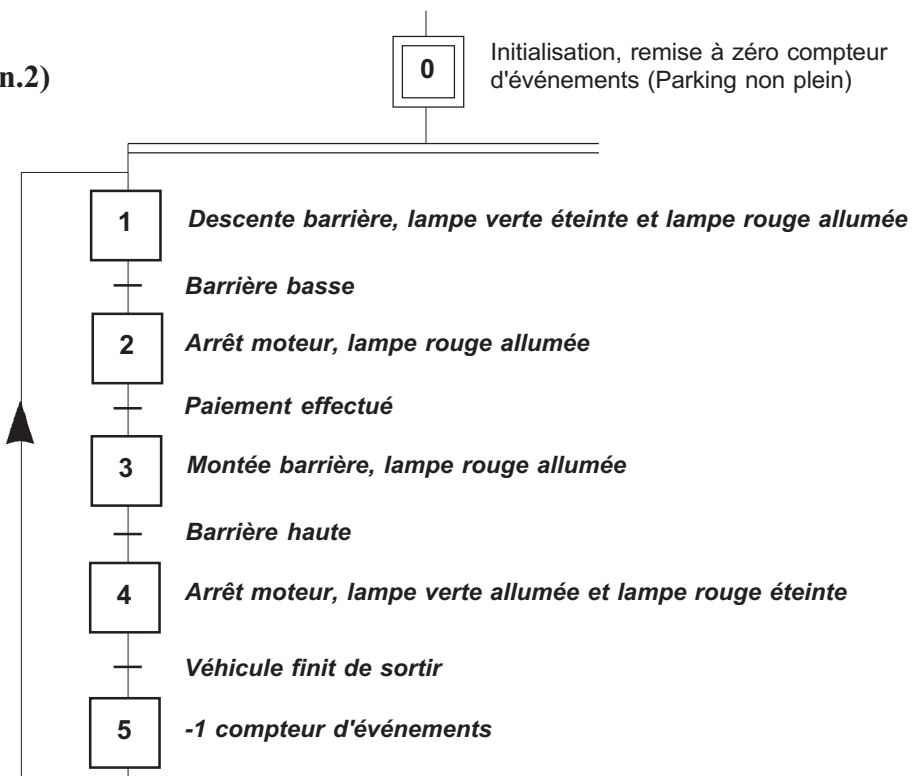 n.2)
0
Initialisation, remise à zéro compteur
d'événements (Parking non plein)
1
Descente barrière, lampe verte éteinte et lampe rouge allumée
Barrière basse
2
Arrêt moteur, lampe rouge allumée
Paiement effectué
3
Montée barrière, lampe rouge allumée
Barrière haute
4
Arrêt moteur, lampe verte allumée et lampe rouge éteinte
Véhicule finit de sortir
5
-1 compteur d'événements